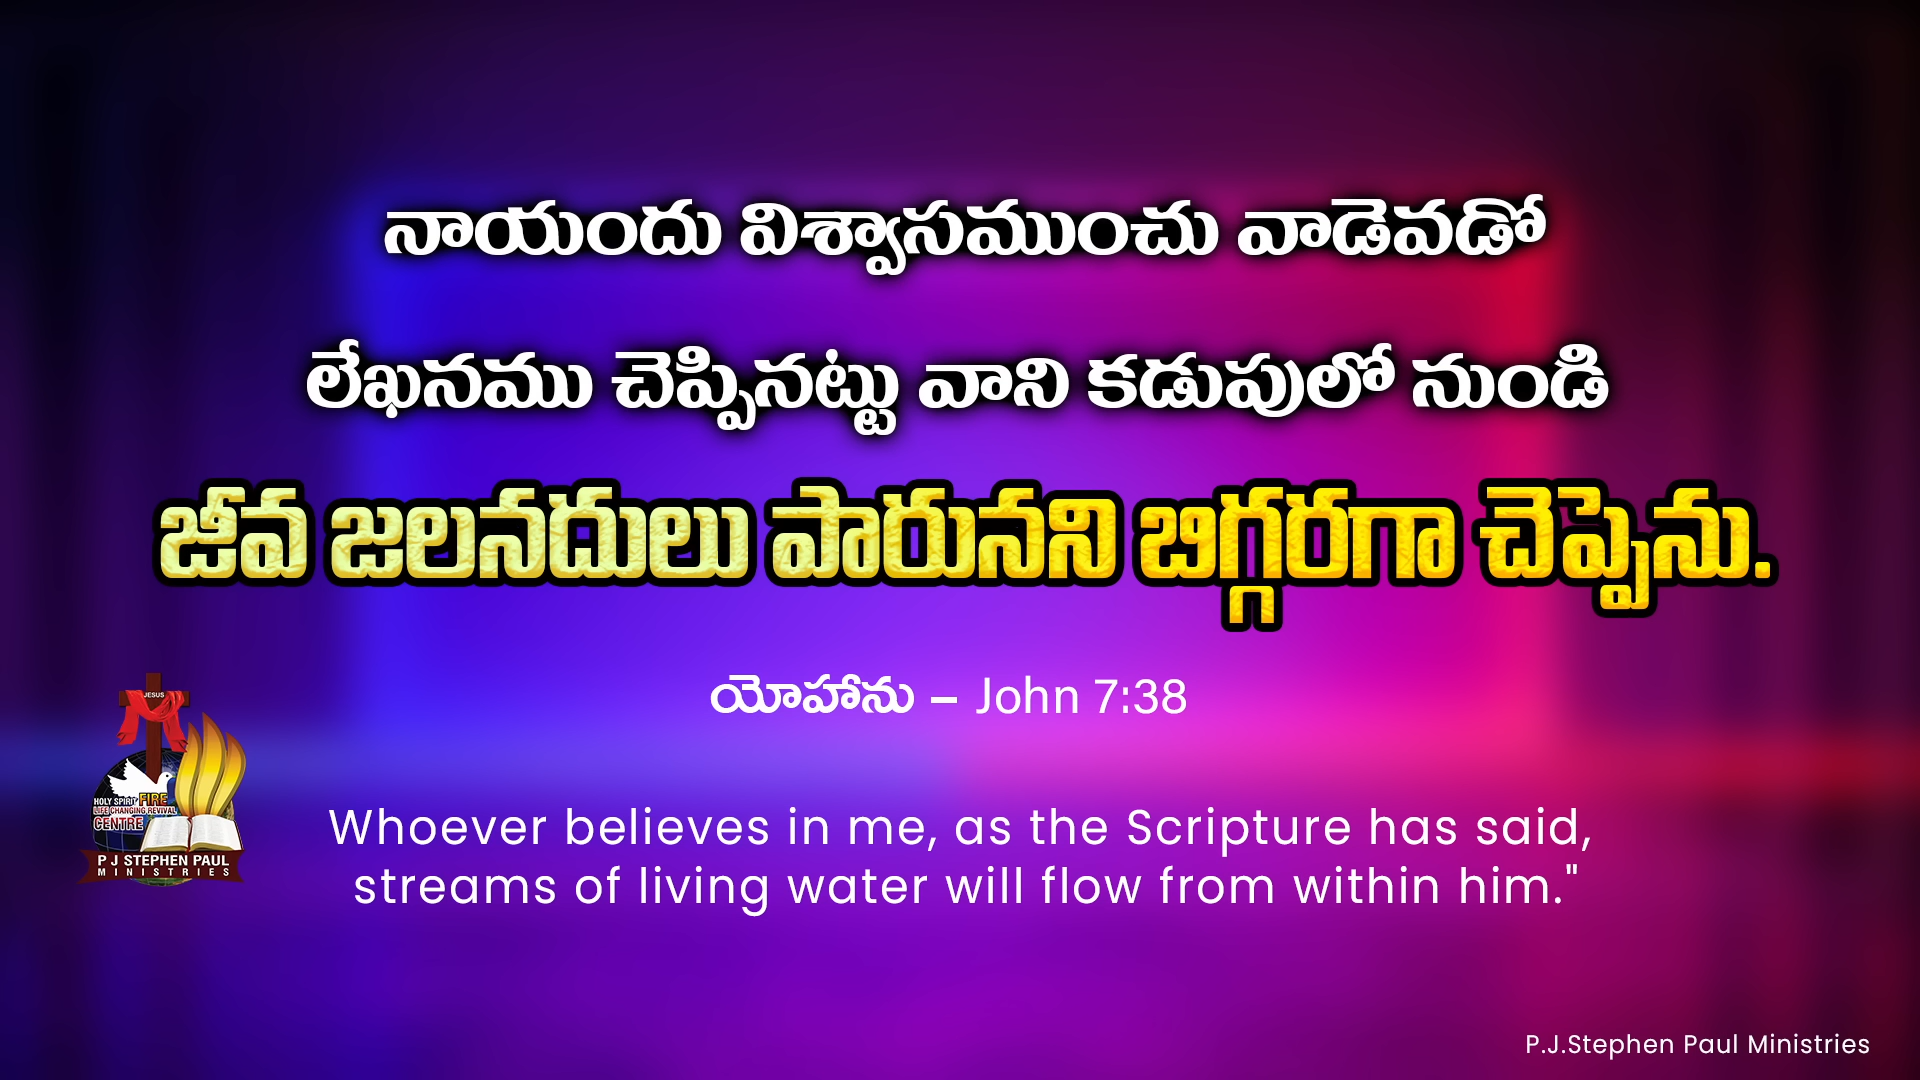 నాయందు విశ్వాసముంచు వాడెవడో
లేఖనము చెప్పినట్టు వాని కడుపులో నుండి
జీవ జలనదులు పారునని బిగ్గరగా చెప్పెను.
యోహాను – John 7:38
JESUS
HOLY SPIRIT FIRE
LIFE CHANGING REVIVAL
CENTRE
P J STEPHEN PAUL
MINISTRIES
Whoever believes in me, as the Scripture has said,
streams of living water will flow from within him."
P.J.Stephen Paul Ministries